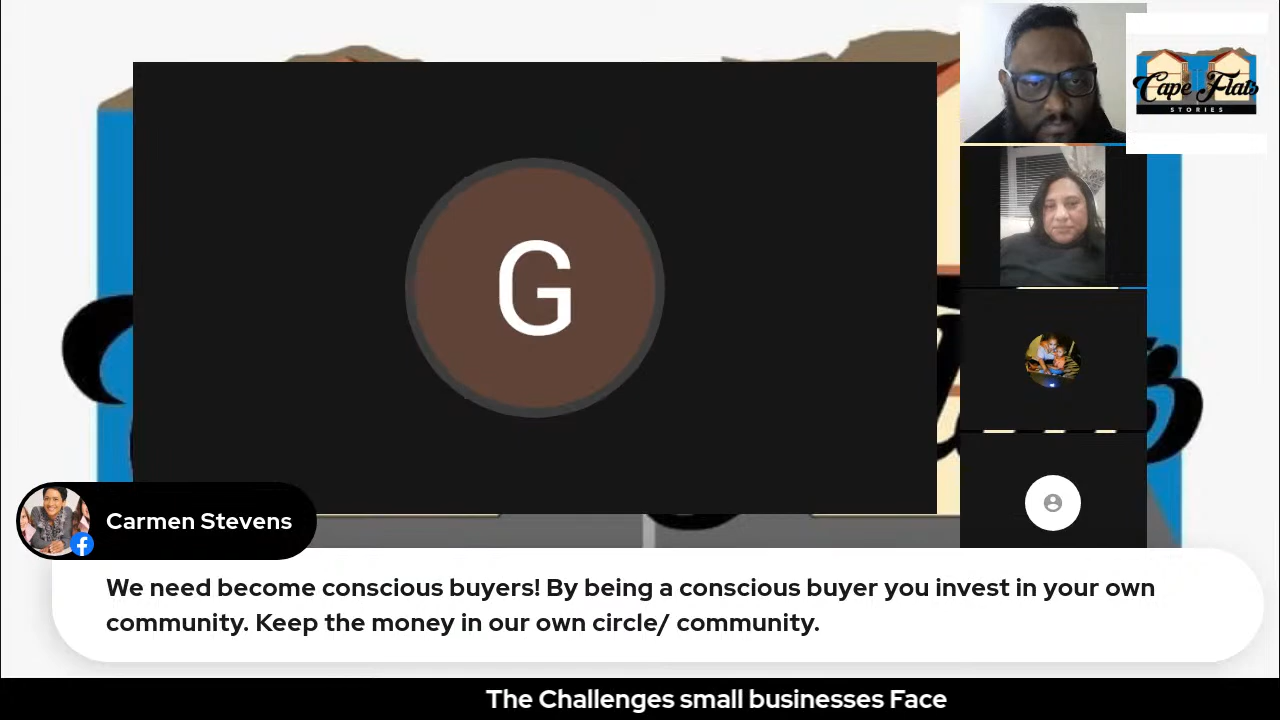 Cape Flats
STORIES
G
Carmen Stevens
We need become conscious buyers! By being a conscious buyer you invest in your own
community. Keep the money in our own circle/ community.
The Challenges small businesses Face